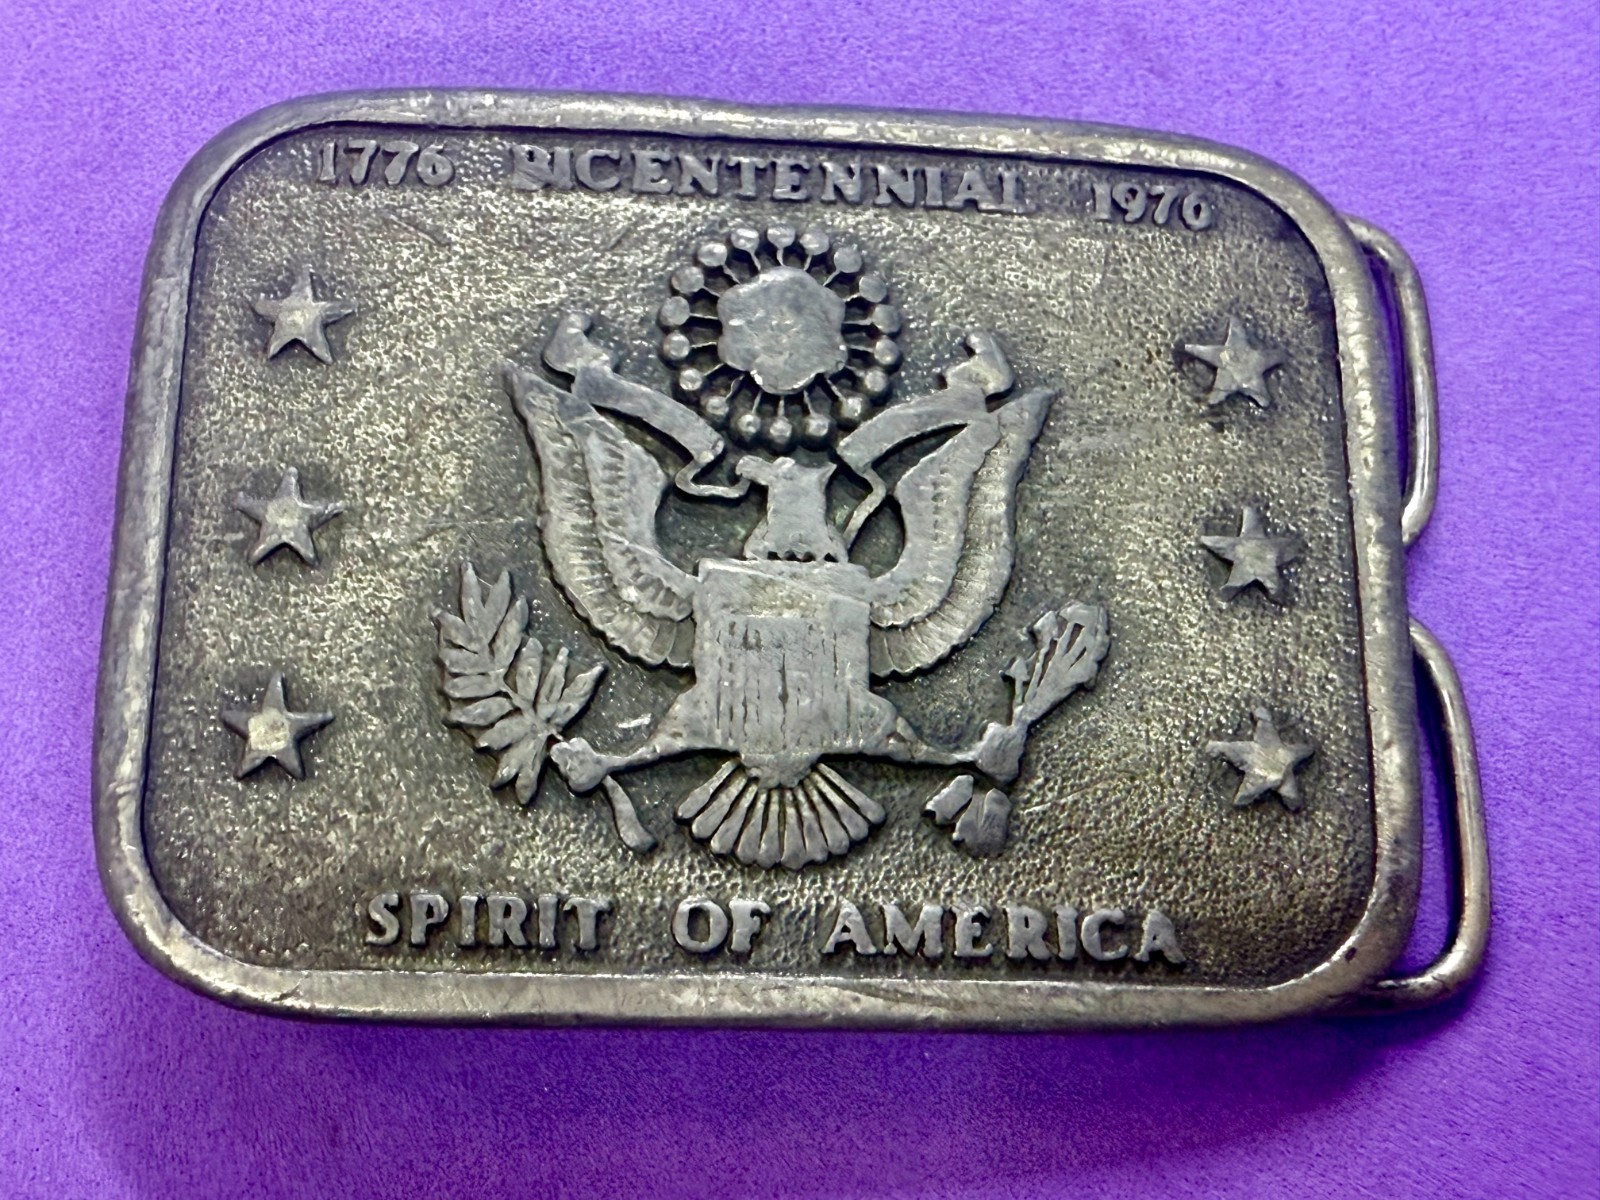 1776 BICENTENNIAL 1976
SPIRIT OF AMERICA